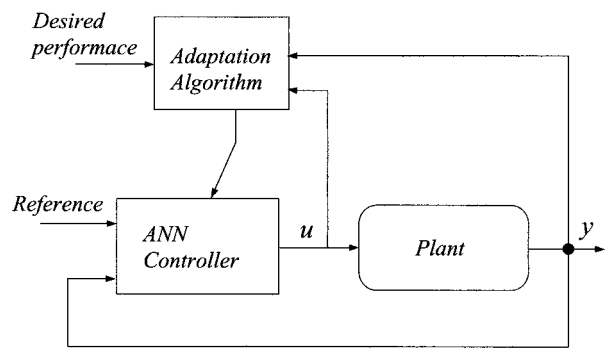 Desired
performace
Adaptation
Algorithm
Reference
ANN
Controller
u
Plant
y